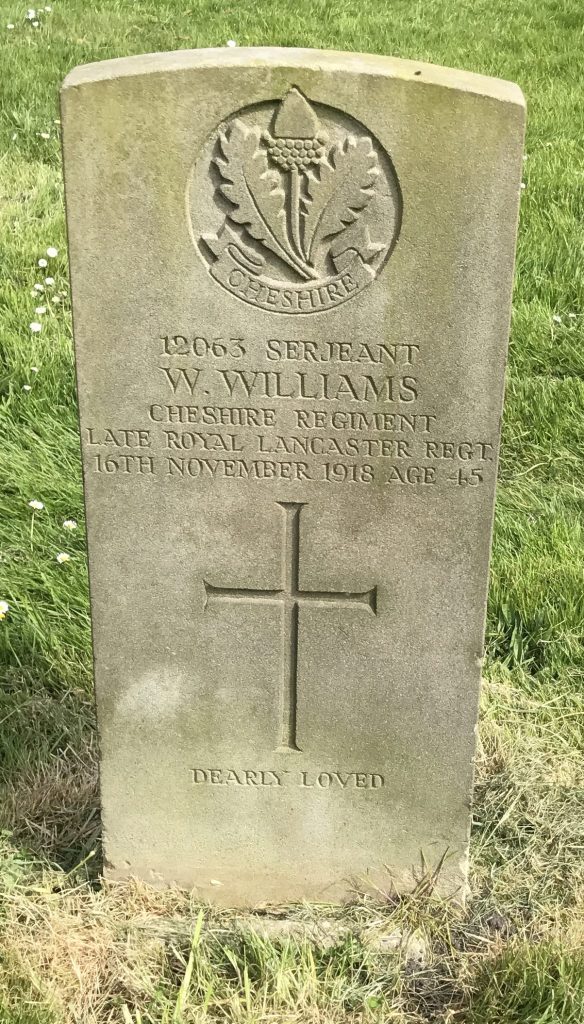 CHESHIRE
12063 SERJEANT
W. WILLIAMS
CHESHIRE REGIMENT
LATE ROYAL LANCASTER REGT.
16TH NOVEMBER 1918 AGE 45
DEARLY LOVED